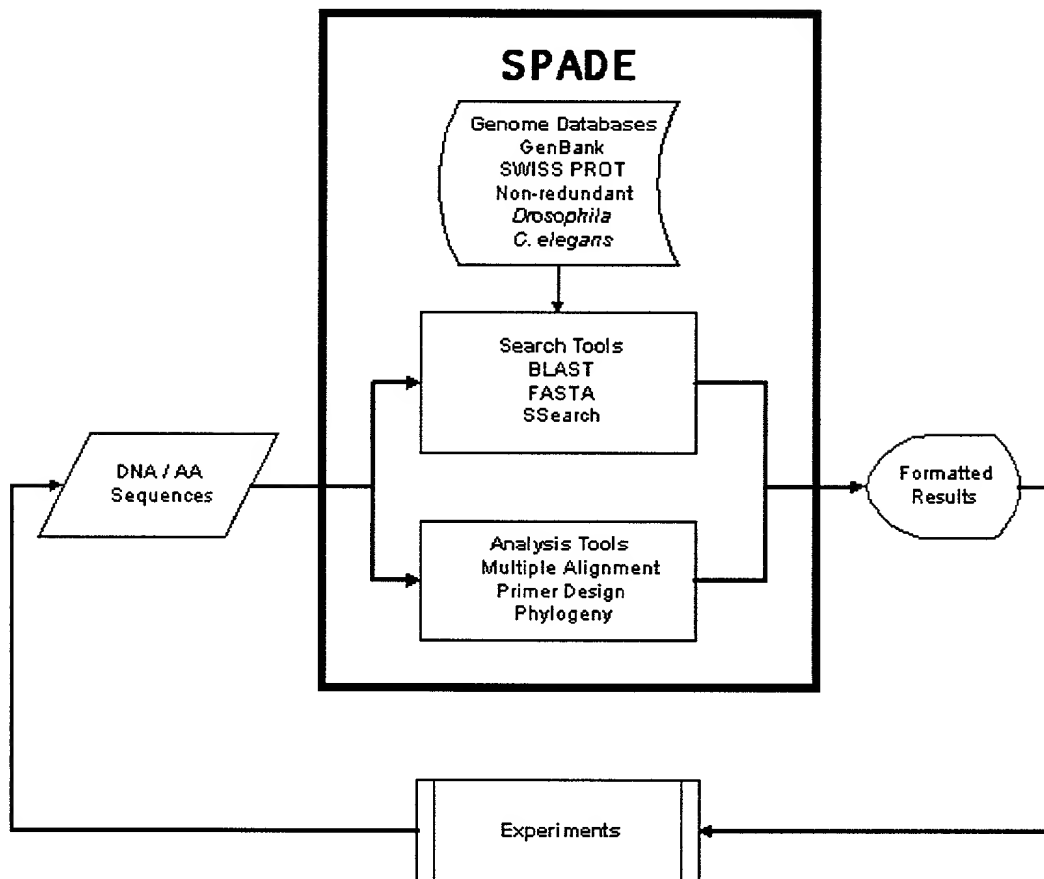 SPADE
Genome Databases
GenBank
SWISS PROT
Non-redundant
Drosophila
C. elegans
Search Tools
BLAST
FASTA
SSearch
DNA / AA
Sequences
Formatted
Results
Analysis Tools
Multiple Alignment
Primer Design
Phylogeny
Experiments